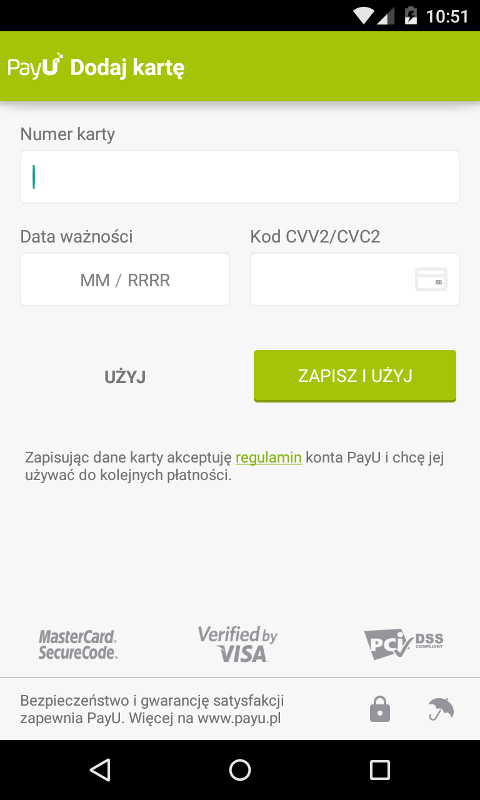 10:51
PayU Dodaj kartę
Numer karty
Data ważności
Kod CVV2/CVC2
MM / RRRR
UŻYJ
ZAPISZ I UŻYJ
Zapisując dane karty akceptuję regulamin konta PayU i chcę jej
używać do kolejnych płatności.
MasterCard.
SecureCode.
Verified by
VISA
PCI DSS
COMPLIANT
Bezpieczeństwo i gwarancję satysfakcji
zapewnia PayU. Więcej na www.payu.pl